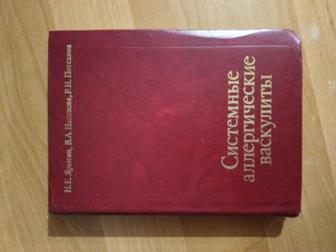 Н.Е. Ярыгин, В.А. Насонова, Р.Н. Потехина
Системные
аллергические
васкулиты